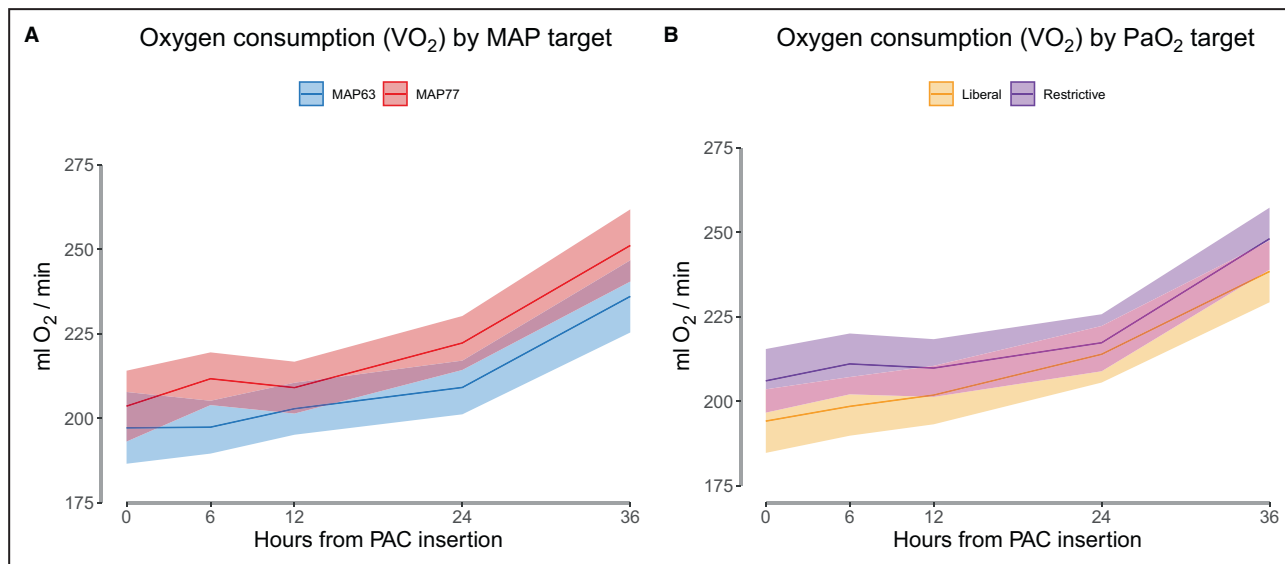 A
Oxygen consumption (VO₂) by MAP target
MAP63 MAP77
275
250
225
200
175
ml O₂ / min
0 6 12 24 36
Hours from PAC insertion
B
Oxygen consumption (VO₂) by PaO₂ target
Liberal Restrictive
275
250
225
200
175
ml O₂ / min
0 6 12 24 36
Hours from PAC insertion